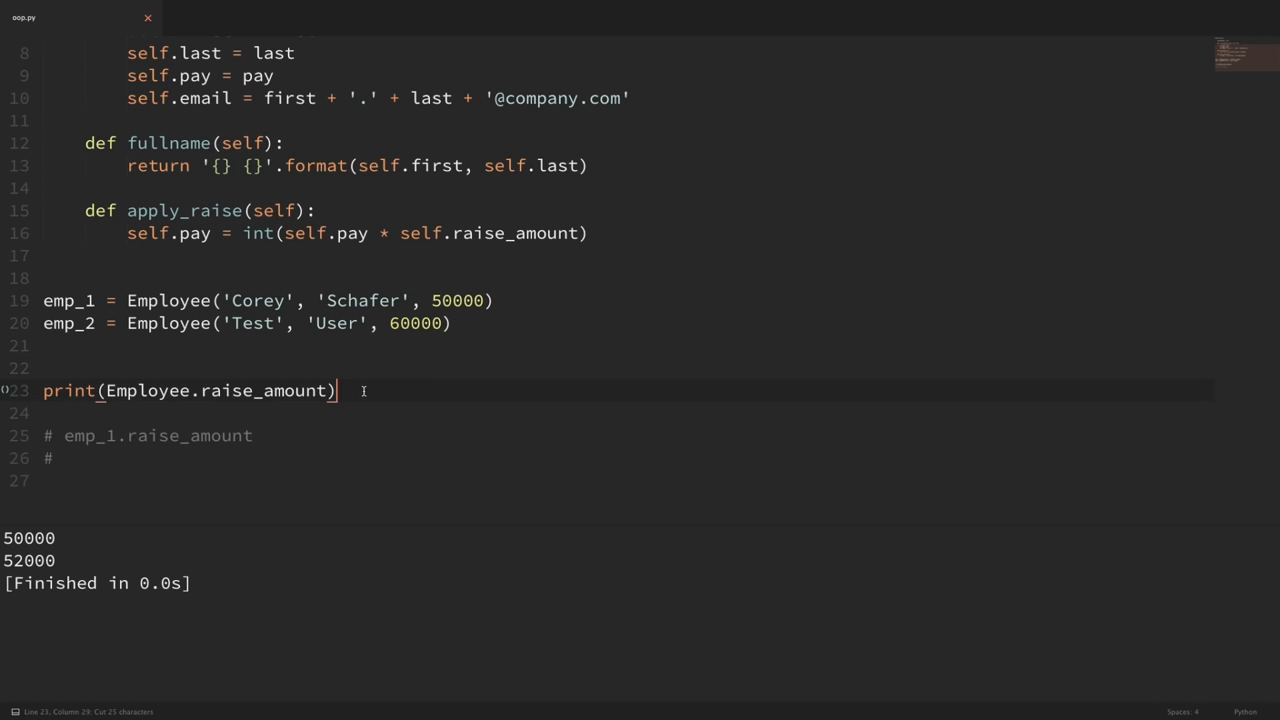 oop.py
8 self.last = last
9 self.pay = pay
10 self.email = first + '.' + last + '@company.com'
11
12 def fullname(self):
13 return '{} {}'.format(self.first, self.last)
14
15 def apply_raise(self):
16 self.pay = int(self.pay * self.raise_amount)
17
18
19 emp_1 = Employee('Corey', 'Schafer', 50000)
20 emp_2 = Employee('Test', 'User', 60000)
21
22
23 print(Employee.raise_amount)
24
25 # emp_1.raise_amount
26 #
27
50000
52000
[Finished in 0.0s]
Line 23, Column 29; Cut 25 characters Spaces: 4 Python